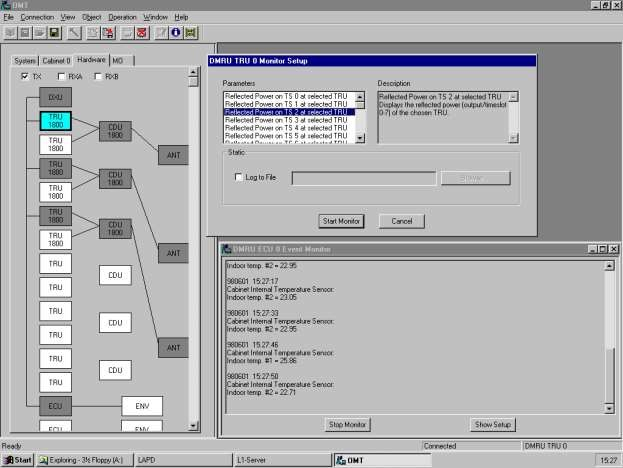 OMT
File Connection View Object Operation Window Help
System Cabinet 0 Hardware MO
TX RXA RXB
DXU
TRU 1800
CDU 1800
TRU 1800
ANT
TRU 1800
CDU 1800
TRU 1800
TRU 1800
CDU 1800
TRU 1800
ANT
TRU
CDU
TRU
TRU
CDU
TRU
ANT
TRU
CDU
TRU
ECU
ENV
ECU
ENV
DMRU TRU 0 Monitor Setup
Parameters
Reflected Power on TS 0 at selected TRU
Reflected Power on TS 1 at selected TRU
Reflected Power on TS 2 at selected TRU
Reflected Power on TS 3 at selected TRU
Reflected Power on TS 4 at selected TRU
Reflected Power on TS 5 at selected TRU
Reflected Power on TS 6 at selected TRU
Description
Reflected Power on TS 2 at selected TRU
Displays the reflected power (output/timeslot
0-7) of the chosen TRU.
Static
Log to File
Browse...
Start Monitor
Cancel
DMRU ECU 0 Event Monitor
Indoor temp. #2 = 22.95
980601 15:27:17
Cabinet Internal Temperature Sensor:
Indoor temp. #2 = 23.05
980601 15:27:33
Cabinet Internal Temperature Sensor:
Indoor temp. #2 = 22.95
980601 15:27:46
Cabinet Internal Temperature Sensor:
Indoor temp. #1 = 25.86
980601 15:27:50
Cabinet Internal Temperature Sensor:
Indoor temp. #2 = 22.71
Stop Monitor
Show Setup
Ready
Connected
DMRU TRU 0
Start
Exploring - 3½ Floppy (A:)
LAPD
L1-Server
OMT
15:27